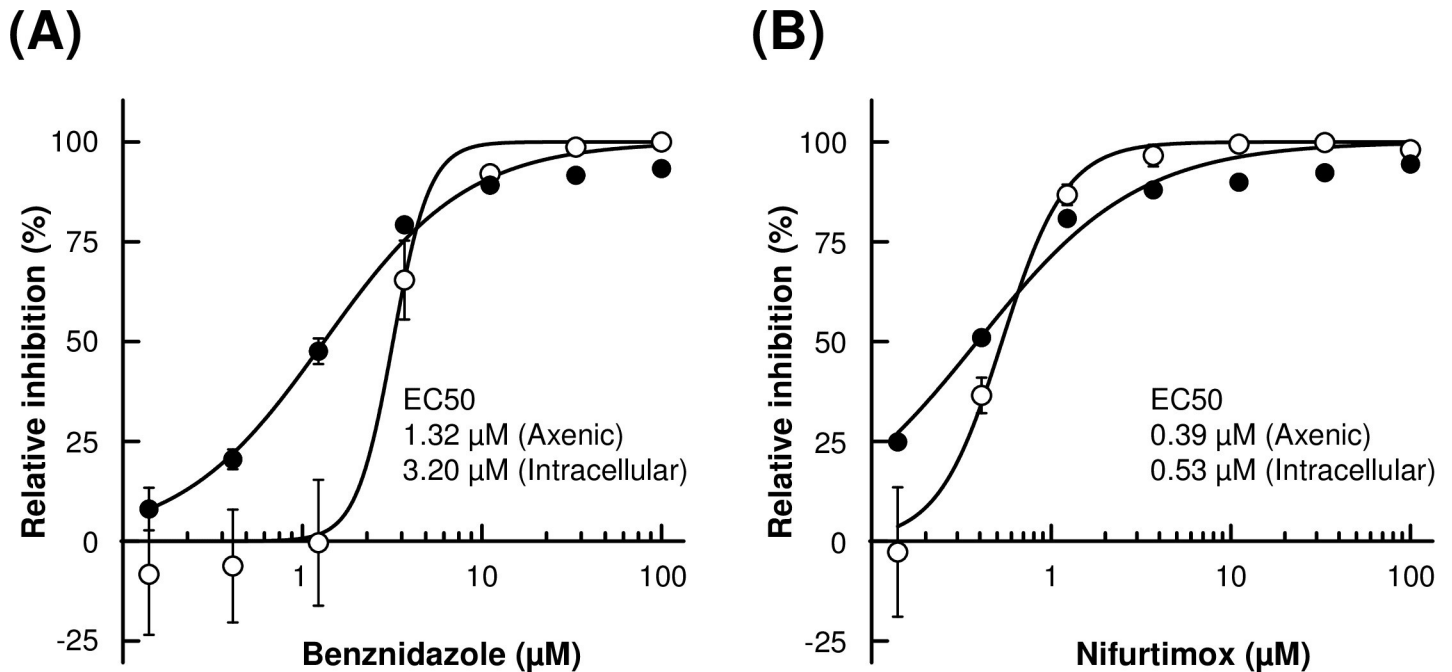 (A)
Relative inhibition (%)
100
75
50
25
0
-25
1
10
100
EC50
1.32 µM (Axenic)
3.20 µM (Intracellular)
Benznidazole (µM)
(B)
Relative inhibition (%)
100
75
50
25
0
-25
1
10
100
EC50
0.39 µM (Axenic)
0.53 µM (Intracellular)
Nifurtimox (µM)